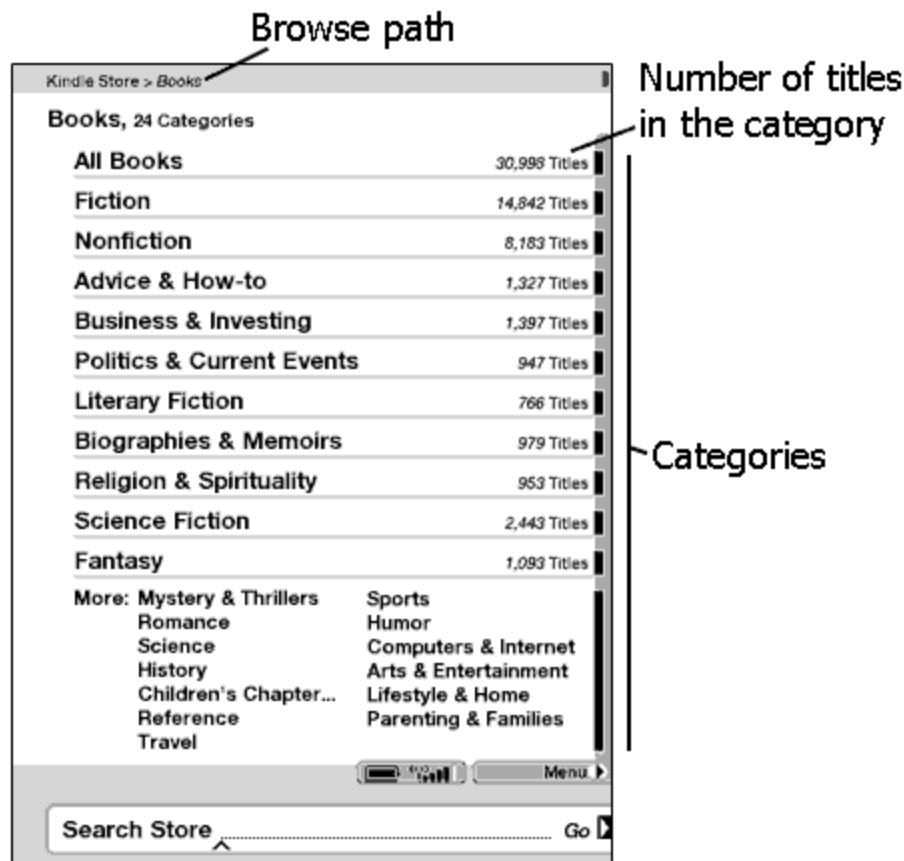 Browse path
Kindle Store > Books
Number of titles
in the category
Books, 24 Categories
All Books 30,998 Titles
Fiction 14,842 Titles
Nonfiction 8,183 Titles
Advice & How-to 1,327 Titles
Business & Investing 1,397 Titles
Politics & Current Events 947 Titles
Literary Fiction 766 Titles
Biographies & Memoirs 979 Titles
Categories
Religion & Spirituality 953 Titles
Science Fiction 2,443 Titles
Fantasy 1,093 Titles
More: Mystery & Thrillers Sports
Romance Humor
Science Computers & Internet
History Arts & Entertainment
Children's Chapter... Lifestyle & Home
Reference Parenting & Families
Travel
Menu
Search Store Go